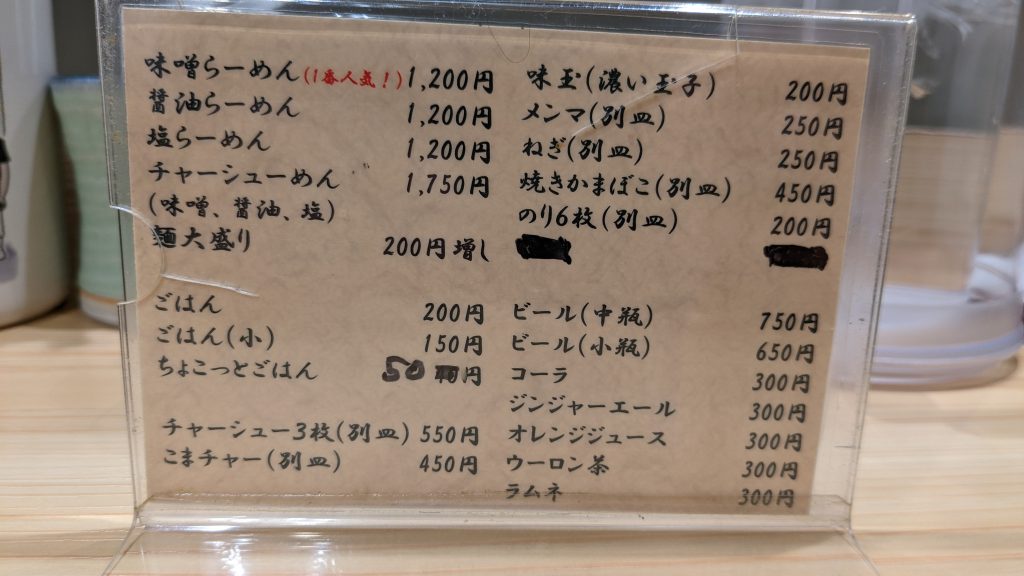 味噌らーめん(1番人気!) 1,200円
醤油らーめん 1,200円
塩らーめん 1,200円
チャーシューめん 1,750円
(味噌、醤油、塩)
麺大盛り 200円増し
ごはん 200円
ごはん(小) 150円
ちょこっとごはん 50円
チャーシュー3枚(別皿) 550円
こまチャー(別皿) 450円
味玉(濃い玉子) 200円
メンマ(別皿) 250円
ねぎ(別皿) 250円
焼きかまぼこ(別皿) 450円
のり6枚(別皿) 200円
ビール(中瓶) 750円
ビール(小瓶) 650円
コーラ 300円
ジンジャーエール 300円
オレンジジュース 300円
ウーロン茶 300円
ラムネ 300円